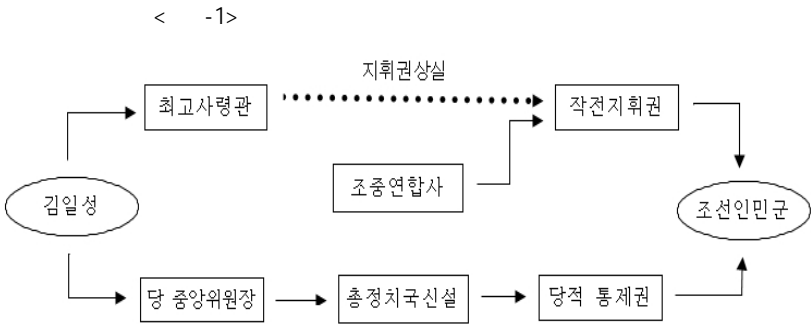 < -1>
지휘권상실
최고사령관
작전지휘권
조중연합사
김일성
조선인민군
당 중앙위원장
총정치국신설
당적 통제권